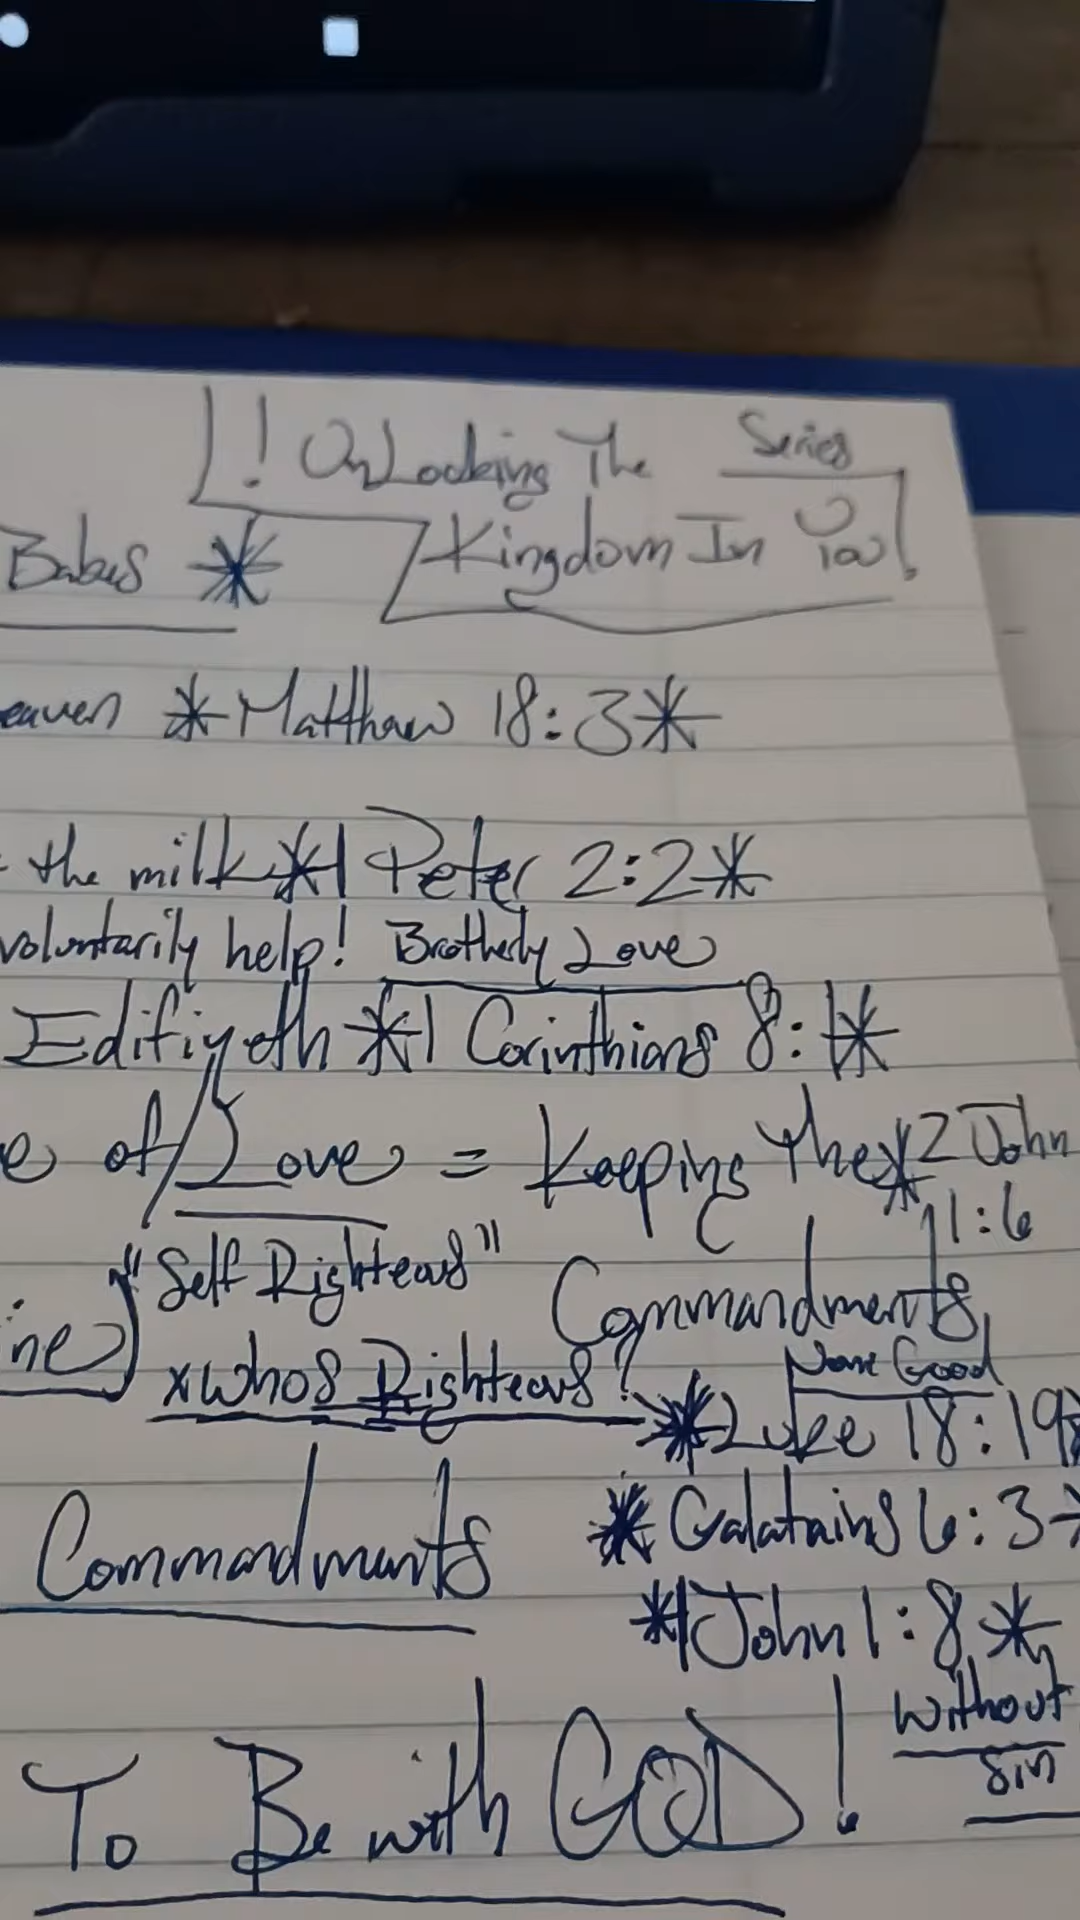 ! UnLocking The Series
Kingdom In You!
Babes *
eaven * Matthew 18:3 *
the milk * 1 Peter 2:2 *
voluntarily help! Brotherly Love
Edifiyeth * 1 Corinthians 8:1 *
e of Love = Keeping The * 2 John
1:6
"Self Righteous" Commandments
ine) x whos Righteous? None Good
* Luke 18:19 *
Commandments * Galatains 6:3 *
* 1 John 1:8 *
without
sin
To Be with GOD!